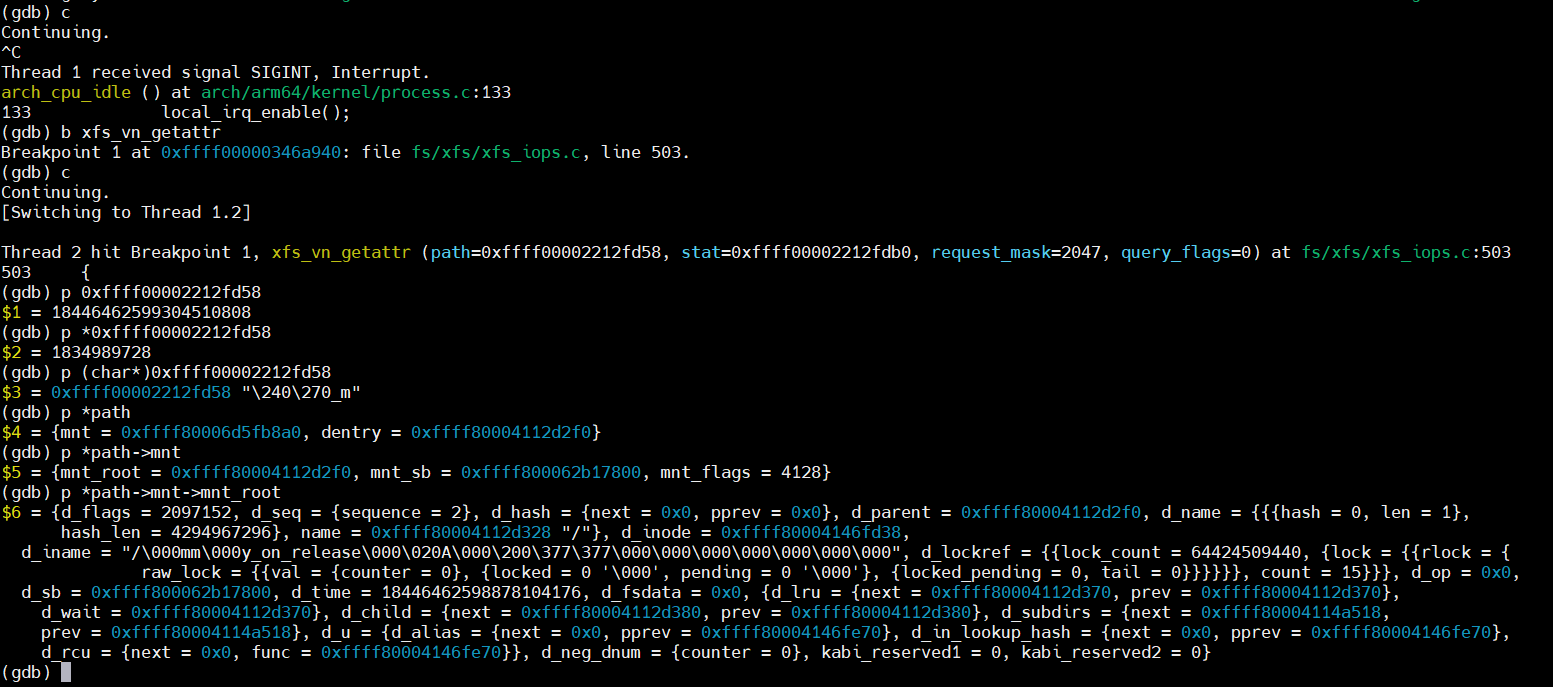 (gdb) c
Continuing.
^C
Thread 1 received signal SIGINT, Interrupt.
arch_cpu_idle () at arch/arm64/kernel/process.c:133
133             local_irq_enable();
(gdb) b xfs_vn_getattr
Breakpoint 1 at 0xffff00000346a940: file fs/xfs/xfs_iops.c, line 503.
(gdb) c
Continuing.
[Switching to Thread 1.2]
Thread 2 hit Breakpoint 1, xfs_vn_getattr (path=0xffff00002212fd58, stat=0xffff00002212fdb0, request_mask=2047, query_flags=0) at fs/xfs/xfs_iops.c:503
503     {
(gdb) p 0xffff00002212fd58
$1 = 18446462599304510808
(gdb) p *0xffff00002212fd58
$2 = 1834989728
(gdb) p (char*)0xffff00002212fd58
$3 = 0xffff00002212fd58 "\240\270_m"
(gdb) p *path
$4 = {mnt = 0xffff80006d5fb8a0, dentry = 0xffff80004112d2f0}
(gdb) p *path->mnt
$5 = {mnt_root = 0xffff80004112d2f0, mnt_sb = 0xffff800062b17800, mnt_flags = 4128}
(gdb) p *path->mnt->mnt_root
$6 = {d_flags = 2097152, d_seq = {sequence = 2}, d_hash = {next = 0x0, pprev = 0x0}, d_parent = 0xffff80004112d2f0, d_name = {{{hash = 0, len = 1},
hash_len = 4294967296}, name = 0xffff80004112d328 "/"}, d_inode = 0xffff80004146fd38,
d_iname = "/\000mm\000y_on_release\000\020A\000\200\377\377\000\000\000\000\000\000\000\000", d_lockref = {{lock_count = 64424509440, {lock = {{rlock = {
raw_lock = {{val = {counter = 0}, {locked = 0 '\000', pending = 0 '\000'}, {locked_pending = 0, tail = 0}}}}}}, count = 15}}}, d_op = 0x0,
d_sb = 0xffff800062b17800, d_time = 18446462598878104176, d_fsdata = 0x0, {d_lru = {next = 0xffff80004112d370, prev = 0xffff80004112d370},
d_wait = 0xffff80004112d370}, d_child = {next = 0xffff80004112d380, prev = 0xffff80004112d380}, d_subdirs = {next = 0xffff80004114a518,
prev = 0xffff80004114a518}, d_u = {d_alias = {next = 0x0, pprev = 0xffff80004146fe70}, d_in_lookup_hash = {next = 0x0, pprev = 0xffff80004146fe70},
d_rcu = {next = 0x0, func = 0xffff80004146fe70}}, d_neg_dnum = {counter = 0}, kabi_reserved1 = 0, kabi_reserved2 = 0}
(gdb)